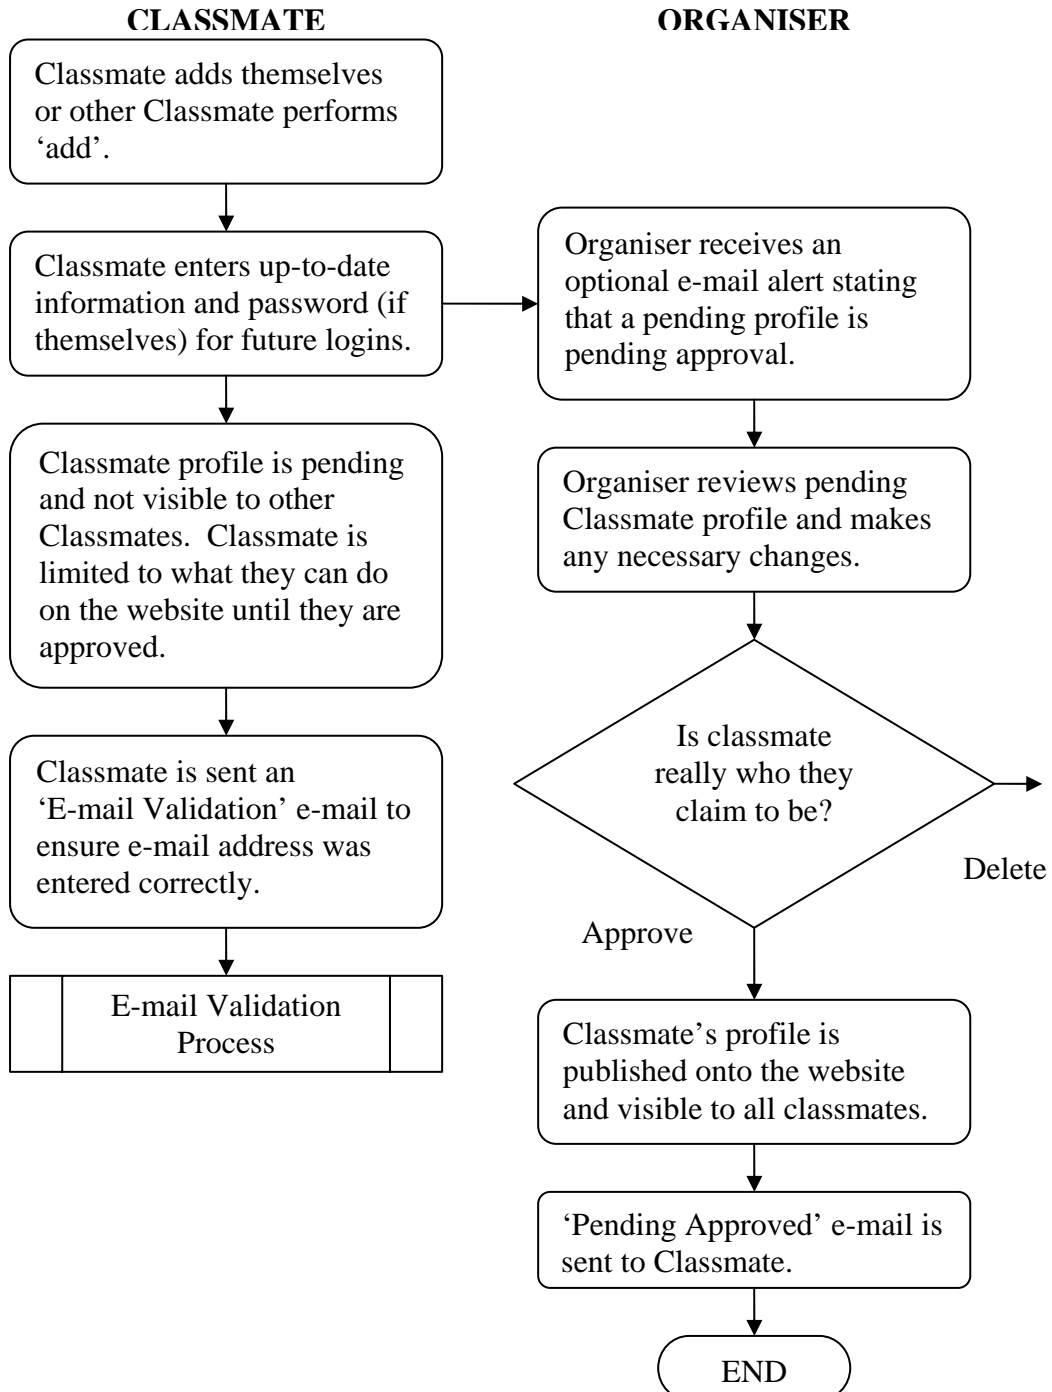 CLASSMATE
Classmate adds themselves
or other Classmate performs
‘add’.
Classmate enters up-to-date
information and password (if
themselves) for future logins.
Classmate profile is pending
and not visible to other
Classmates.  Classmate is
limited to what they can do
on the website until they are
approved.
Classmate is sent an
‘E-mail Validation’ e-mail to
ensure e-mail address was
entered correctly.
E-mail Validation
Process
ORGANISER
Organiser receives an
optional e-mail alert stating
that a pending profile is
pending approval.
Organiser reviews pending
Classmate profile and makes
any necessary changes.
Is classmate
really who they
claim to be?
Delete
Approve
Classmate’s profile is
published onto the website
and visible to all classmates.
‘Pending Approved’ e-mail is
sent to Classmate.
END